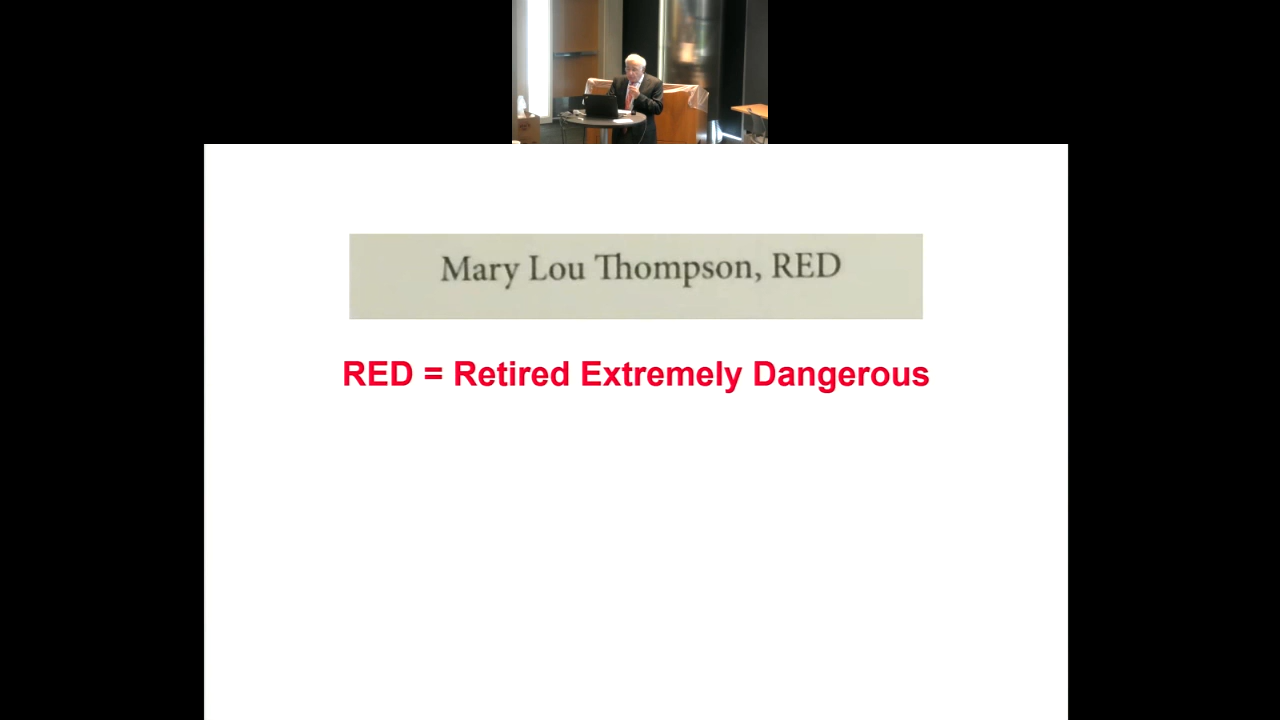 Mary Lou Thompson, RED
RED = Retired Extremely Dangerous